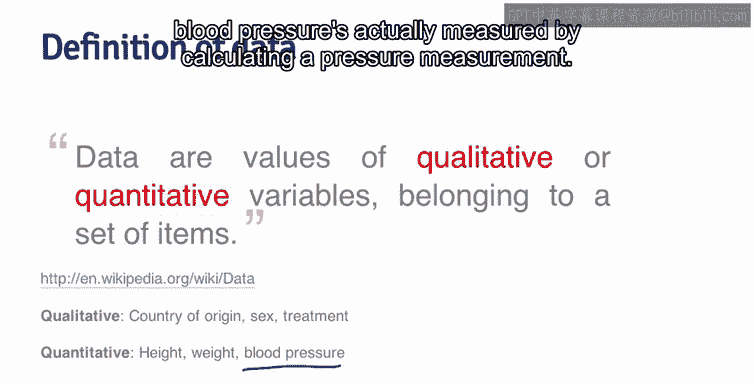 blood pressure's actually measured by
calculating a pressure measurement.
Definition of data
“ Data are values of qualitative or
quantitative variables, belonging to a
set of items. ”
http://en.wikipedia.org/wiki/Data
Qualitative: Country of origin, sex, treatment
Quantitative: Height, weight, blood pressure